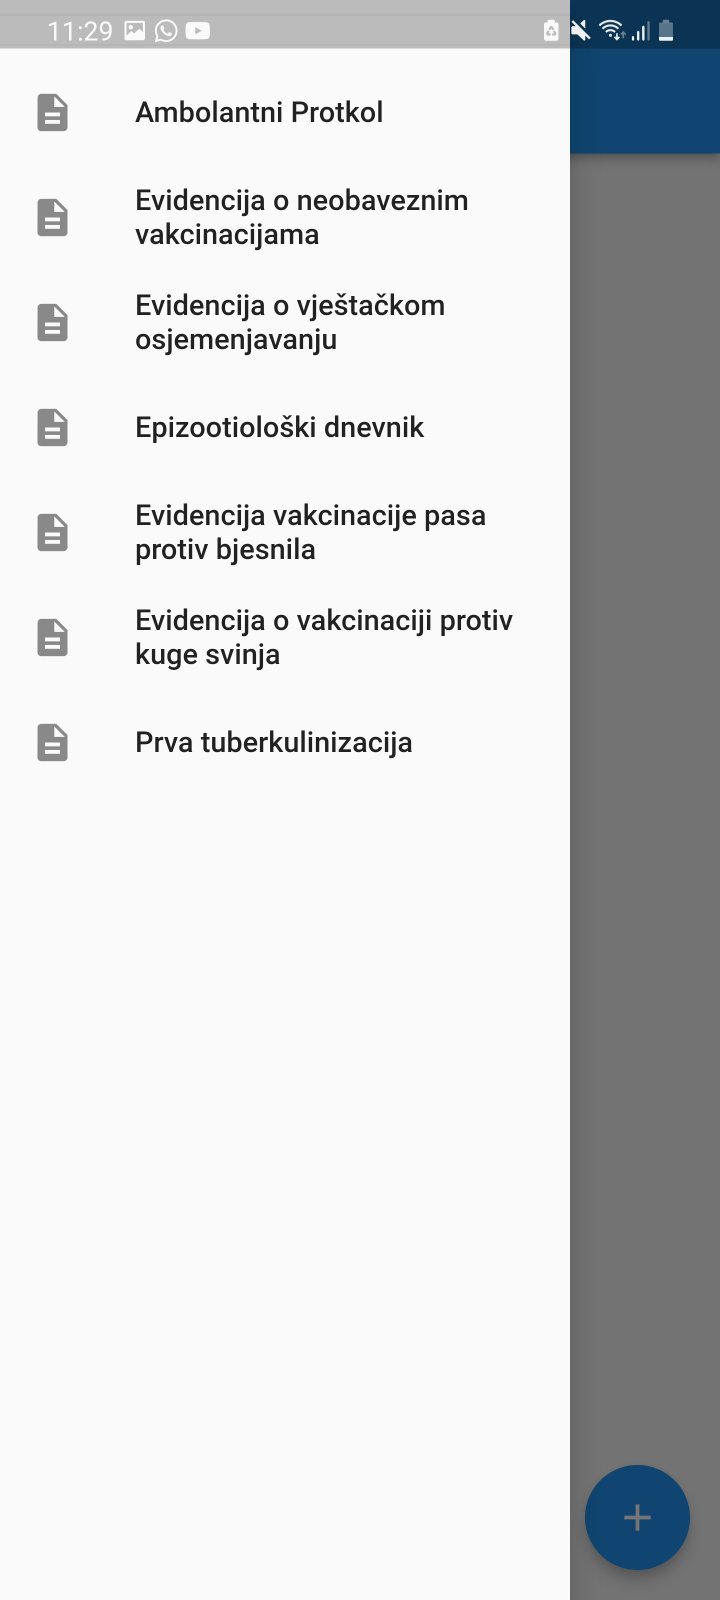 11:29
Ambolantni Protkol
Evidencija o neobaveznim
vakcinacijama
Evidencija o vještačkom
osjemenjavanju
Epizootiološki dnevnik
Evidencija vakcinacije pasa
protiv bjesnila
Evidencija o vakcinaciji protiv
kuge svinja
Prva tuberkulinizacija